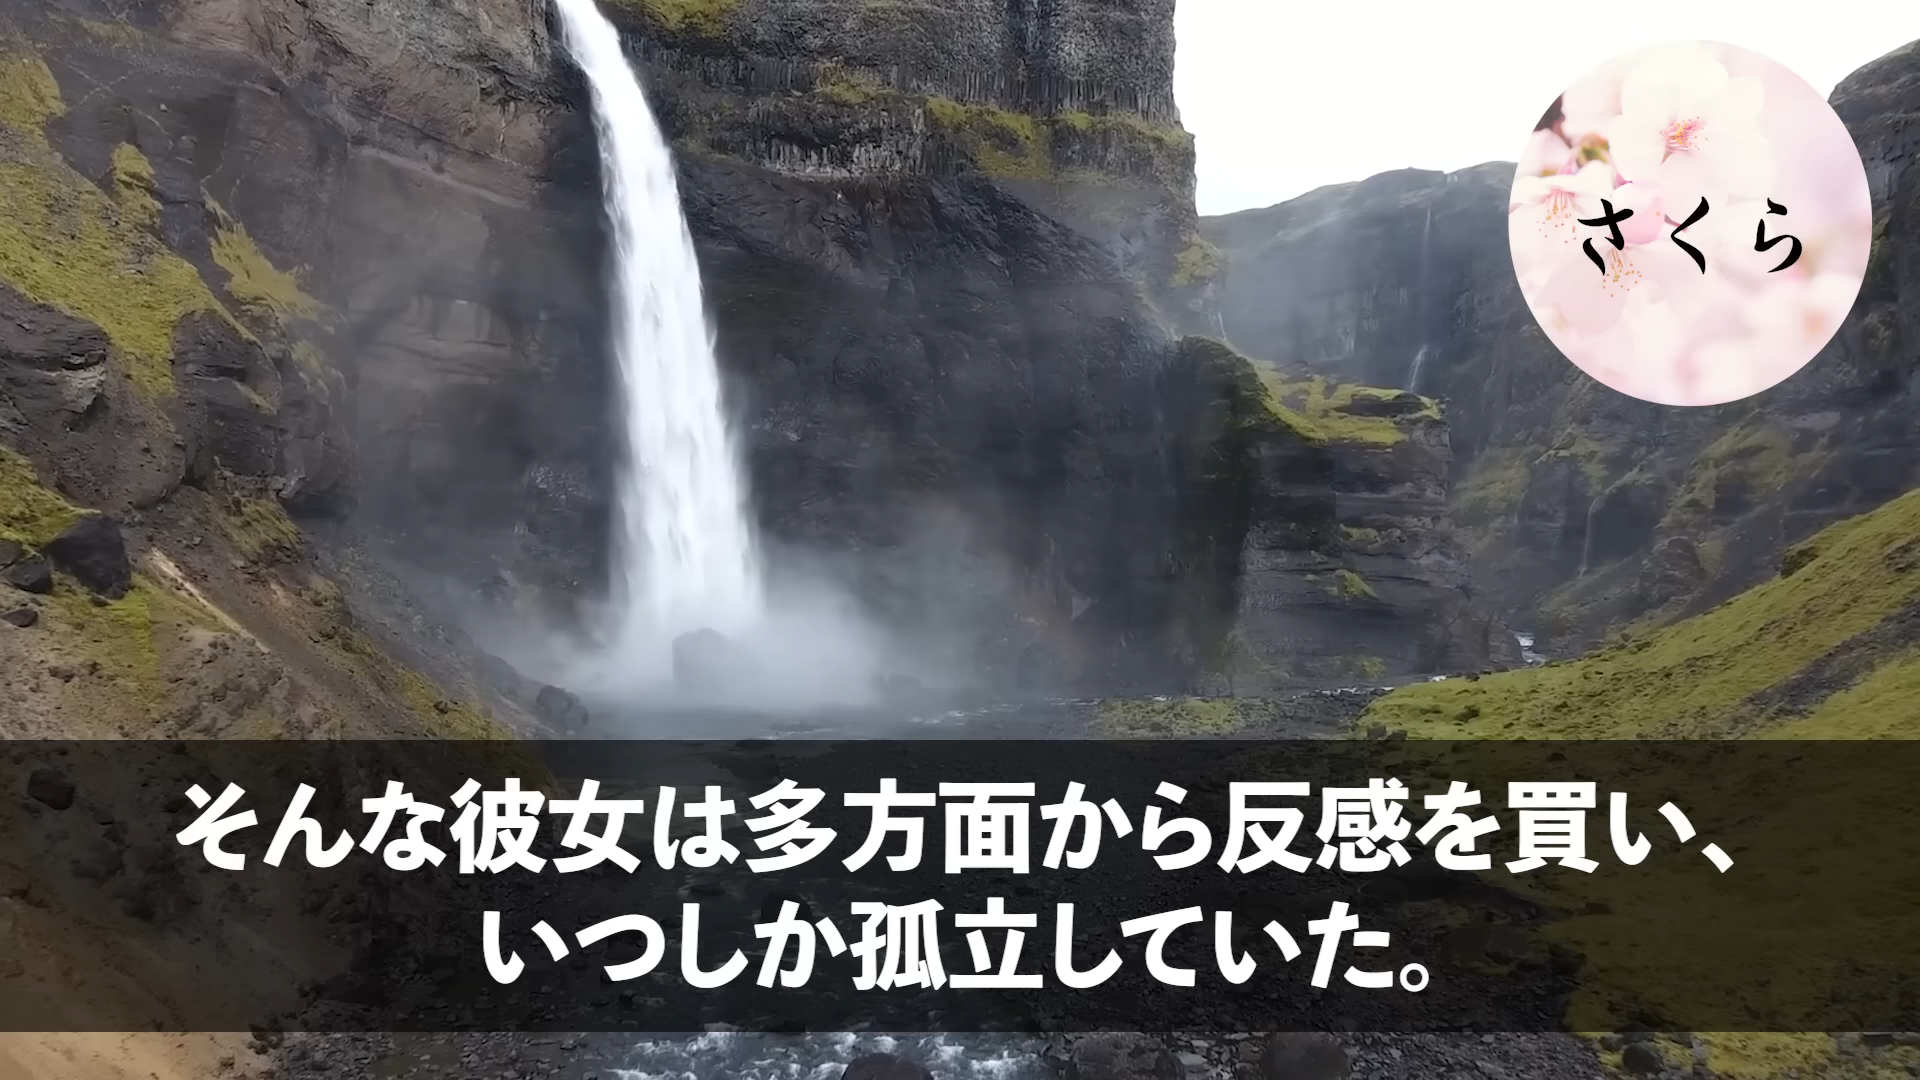 さくら
そんな彼女は多方面から反感を買い、
いつしか孤立していた。